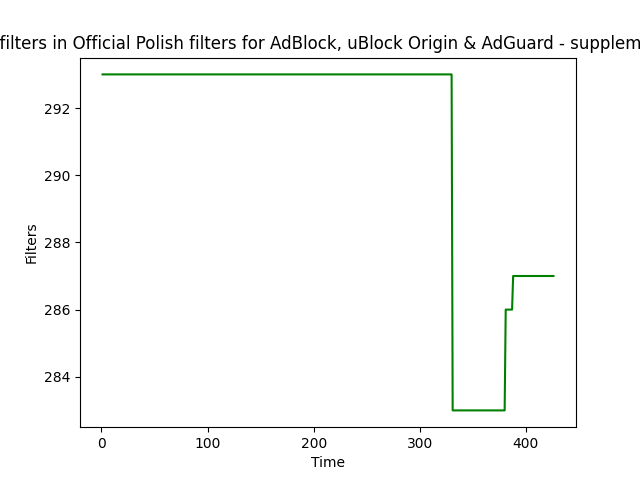 filters in Official Polish filters for AdBlock, uBlock Origin & AdGuard - supplem
292
290
288
286
284
Filters
0 100 200 300 400
Time